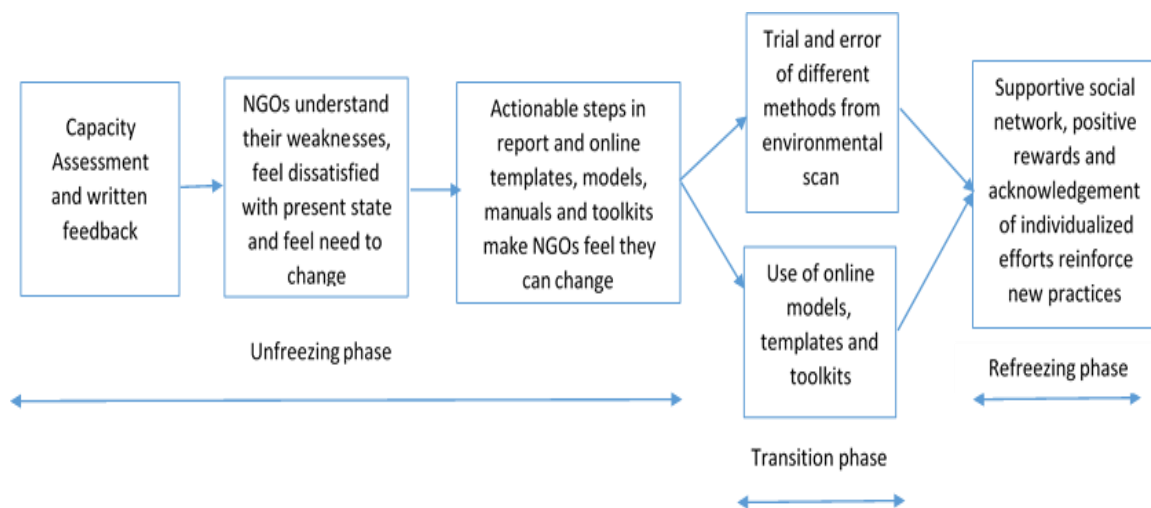 Capacity
Assessment
and written
feedback
NGOs understand
their weaknesses,
feel dissatisfied
with present state
and feel need to
change
Actionable steps in
report and online
templates, models,
manuals and toolkits
make NGOs feel they
can change
Trial and error
of different
methods from
environmental
scan
Use of online
models,
templates and
toolkits
Supportive social
network, positive
rewards and
acknowledgement
of individualized
efforts reinforce
new practices
Unfreezing phase
Transition phase
Refreezing phase